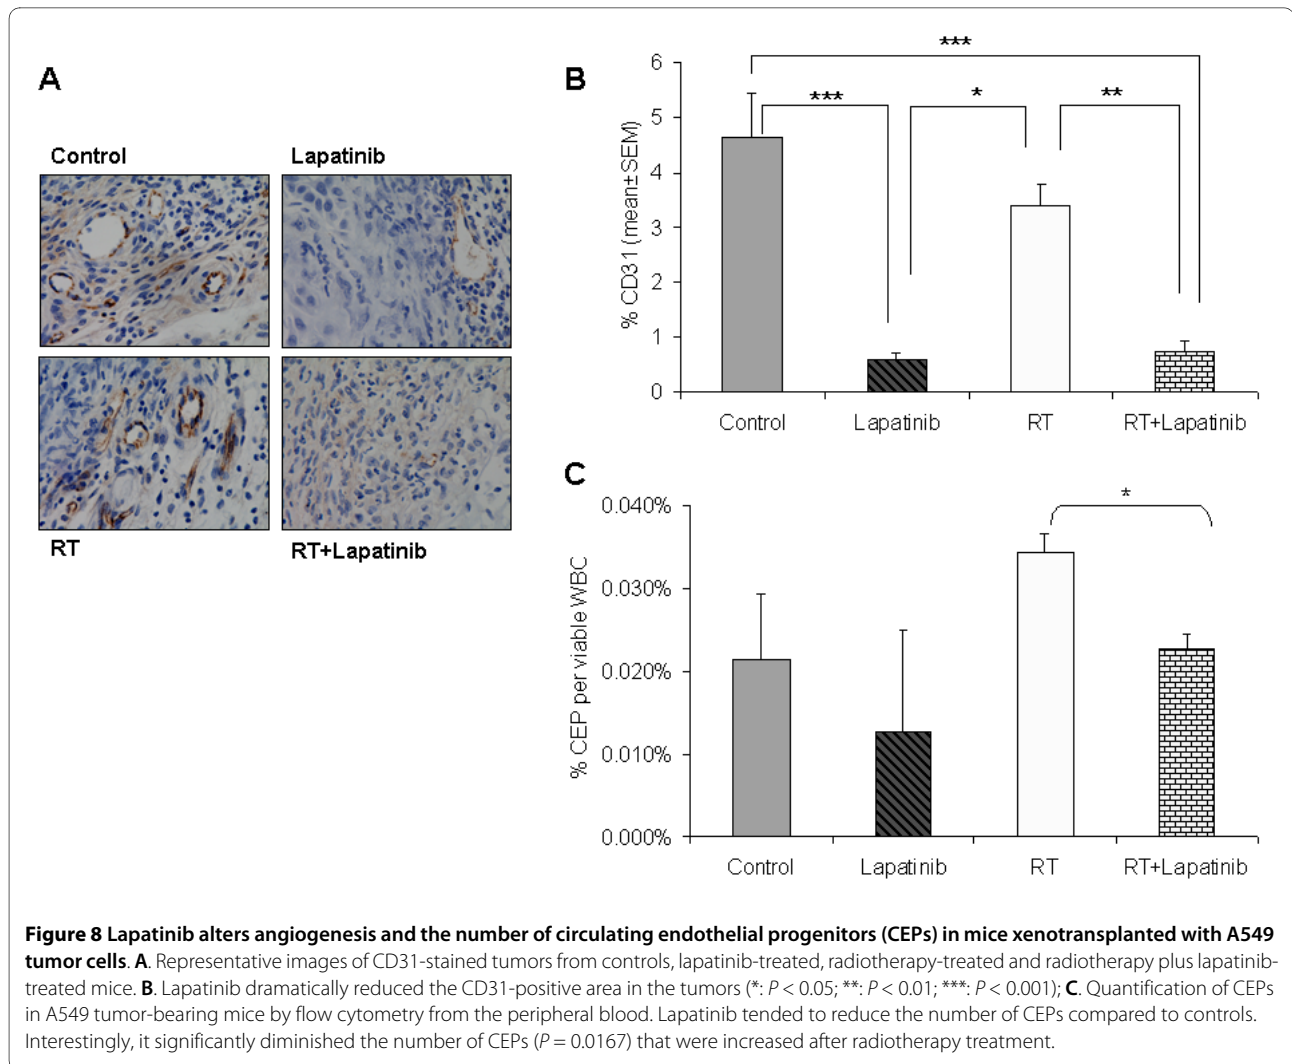 A
Control
Lapatinib
RT
RT+Lapatinib
B
% CD31 (mean±SEM)
6
5
4
3
2
1
0
***
***
*
**
Control
Lapatinib
RT
RT+Lapatinib
C
% CEP per viable WBC
0.040%
0.030%
0.020%
0.010%
0.000%
*
Control
Lapatinib
RT
RT+Lapatinib
Figure 8 Lapatinib alters angiogenesis and the number of circulating endothelial progenitors (CEPs) in mice xenotransplanted with A549
tumor cells. A. Representative images of CD31-stained tumors from controls, lapatinib-treated, radiotherapy-treated and radiotherapy plus lapatinib-
treated mice. B. Lapatinib dramatically reduced the CD31-positive area in the tumors (*: P < 0.05; **: P < 0.01; ***: P < 0.001); C. Quantification of CEPs
in A549 tumor-bearing mice by flow cytometry from the peripheral blood. Lapatinib tended to reduce the number of CEPs compared to controls.
Interestingly, it significantly diminished the number of CEPs (P = 0.0167) that were increased after radiotherapy treatment.